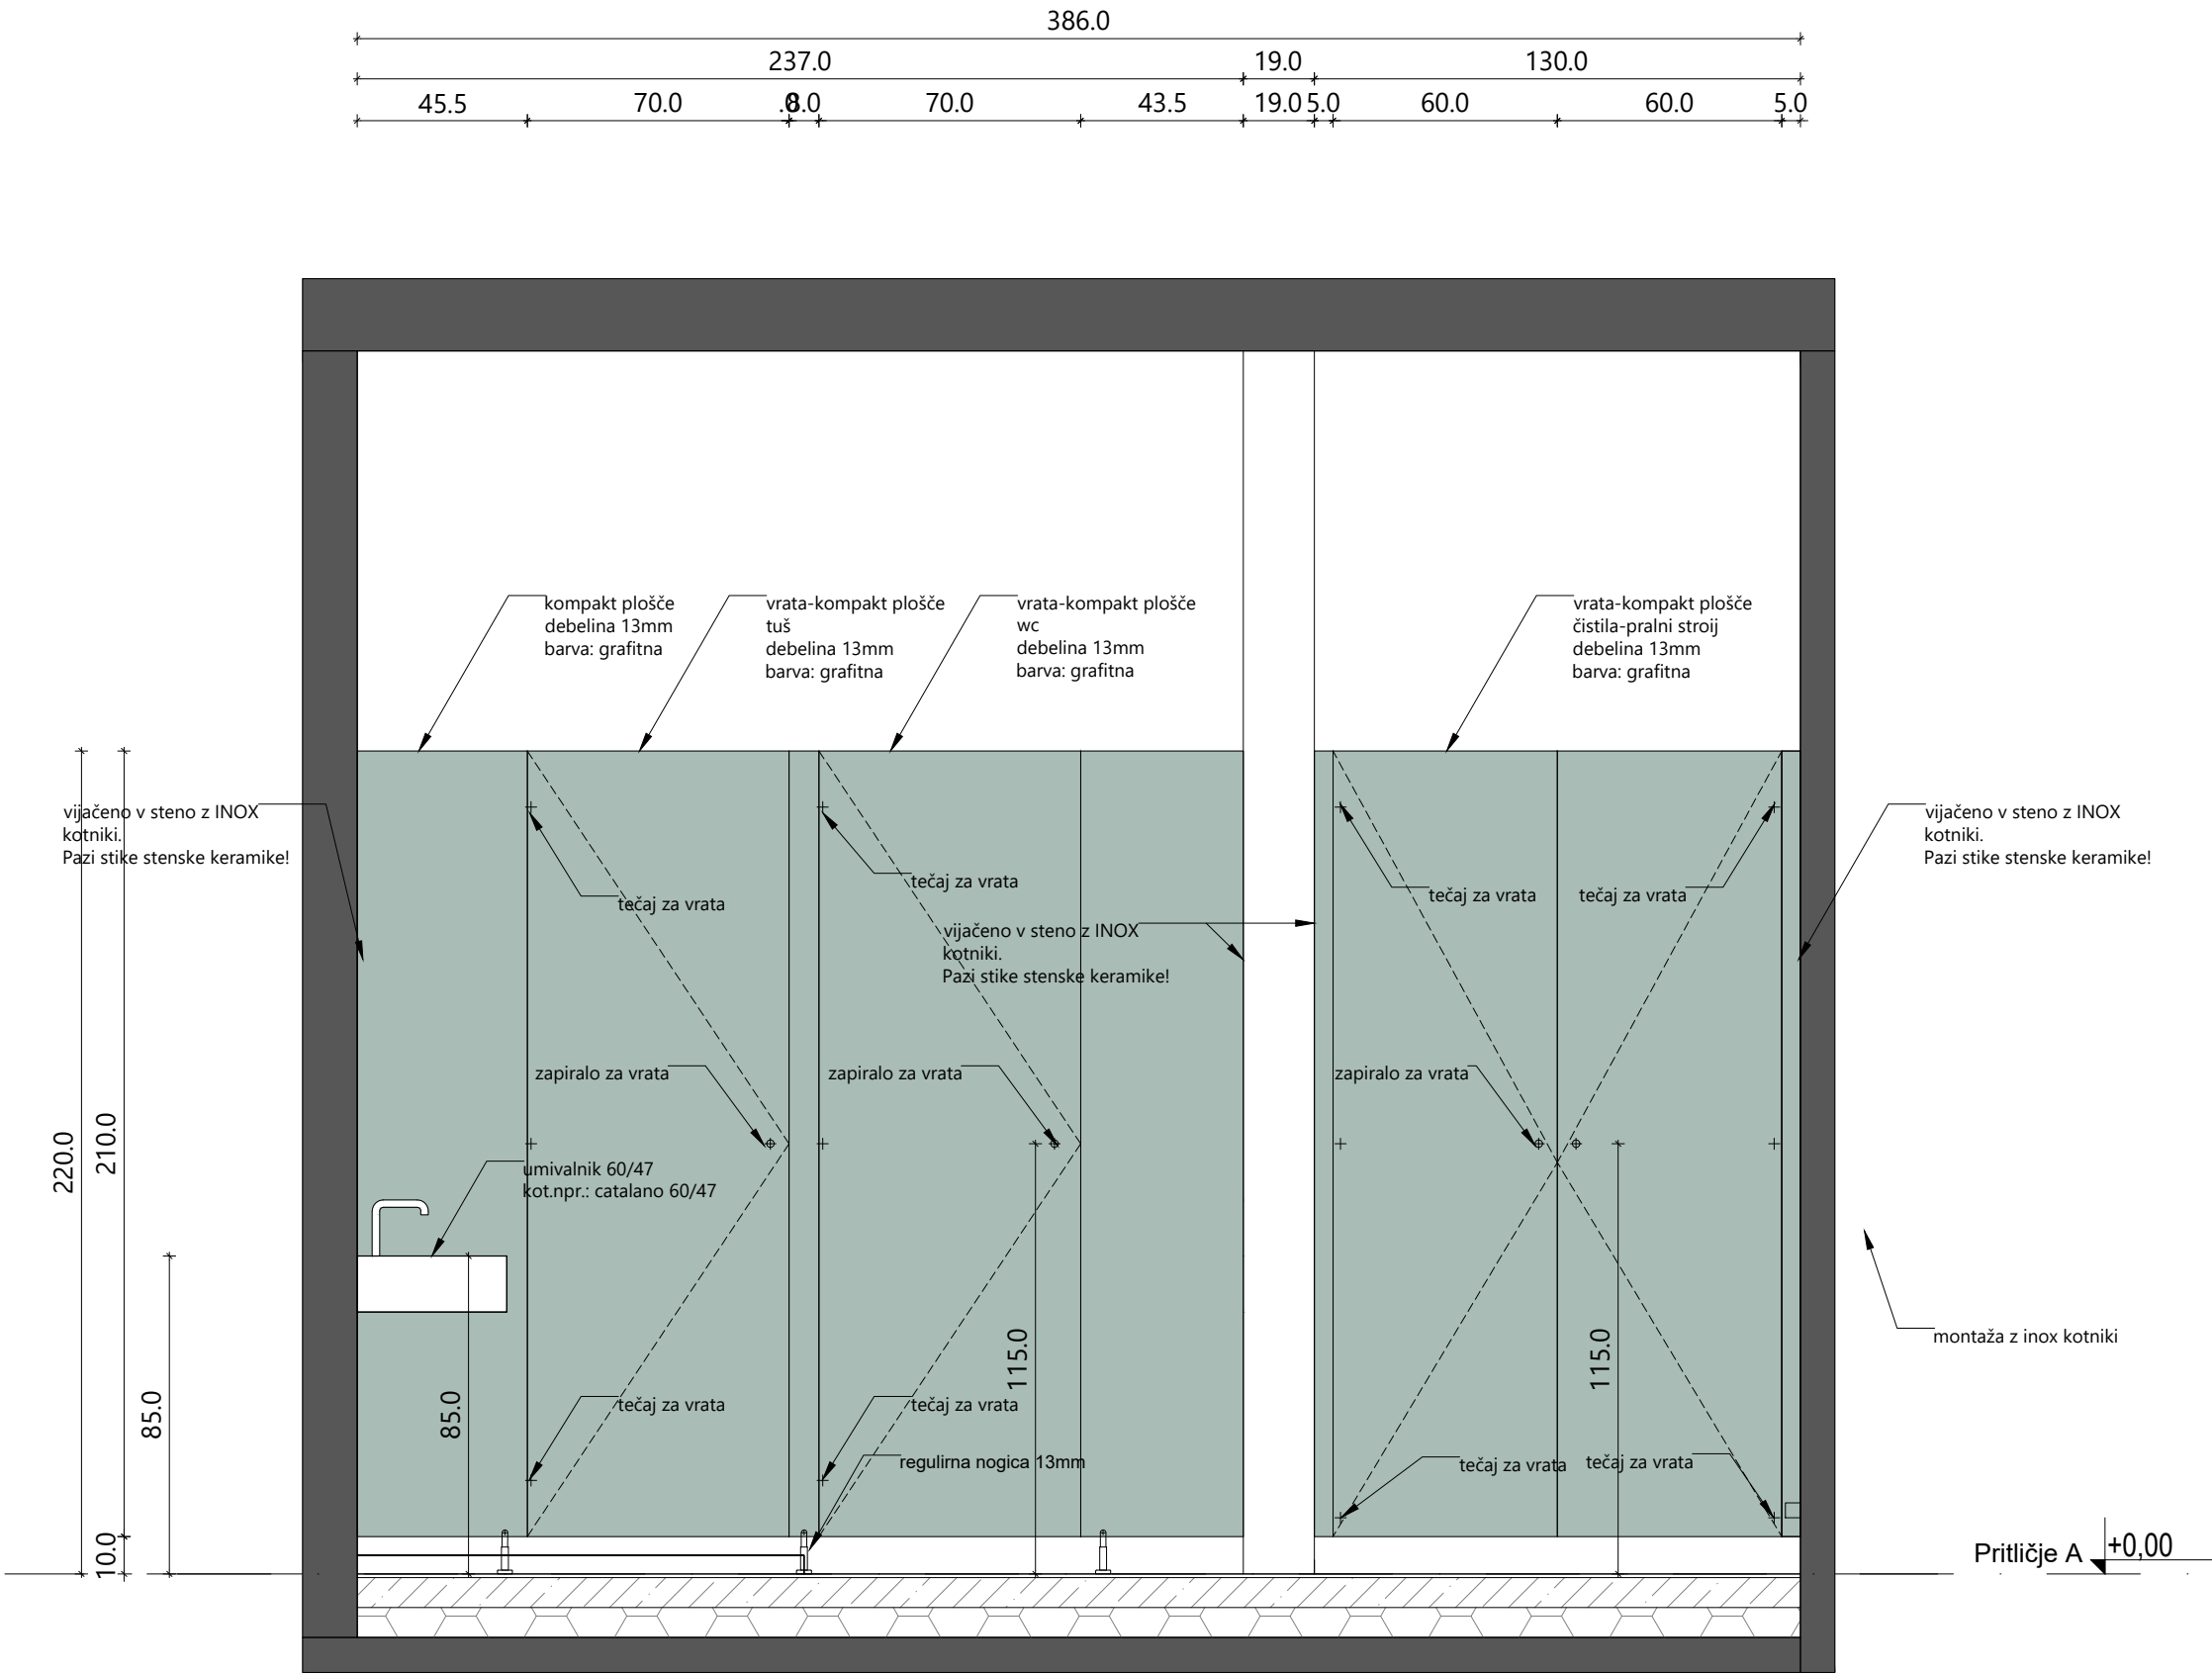 386.0
237.0 19.0 130.0
45.5 70.0 .0 8.0 70.0 43.5 19.0 5.0 60.0 60.0 5.0
kompakt plošče
debelina 13mm
barva: grafitna
vrata-kompakt plošče
tuš
debelina 13mm
barva: grafitna
vrata-kompakt plošče
wc
debelina 13mm
barva: grafitna
vrata-kompakt plošče
čistila-pralni stroij
debelina 13mm
barva: grafitna
vijačeno v steno z INOX
kotniki.
Pazi stike stenske keramike!
tečaj za vrata
tečaj za vrata
vijačeno v steno z INOX
kotniki.
Pazi stike stenske keramike!
tečaj za vrata
tečaj za vrata
vijačeno v steno z INOX
kotniki.
Pazi stike stenske keramike!
zapiralo za vrata
zapiralo za vrata
zapiralo za vrata
220.0
210.0
umivalnik 60/47
kot.npr.: catalano 60/47
85.0
85.0
115.0
115.0
montaža z inox kotniki
tečaj za vrata
tečaj za vrata
regulirna nogica 13mm
tečaj za vrata
tečaj za vrata
10.0
Pritličje A
+0,00